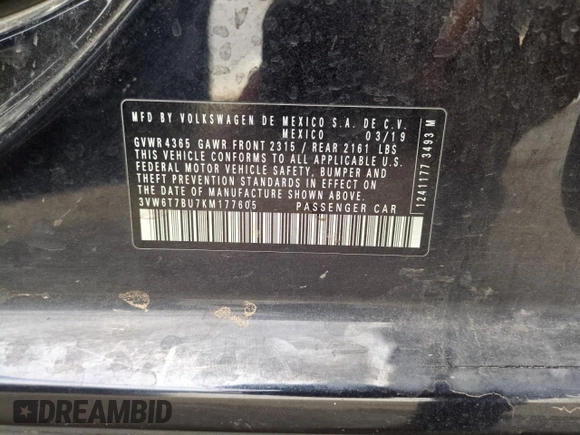 MFD BY VOLKSWAGEN DE MEXICO S.A. DE C.V.
MEXICO 03/19
GVWR 4365 GAWR FRONT 2315 / REAR 2161 LBS
THIS VEHICLE CONFORMS TO ALL APPLICABLE U.S.
FEDERAL MOTOR VEHICLE SAFETY, BUMPER AND
THEFT PREVENTION STANDARDS IN EFFECT ON
THE DATE OF MANUFACTURE SHOWN ABOVE.
3VW6T7BU7KM177605 PASSENGER CAR
1241177 3493 M
DREAMBID